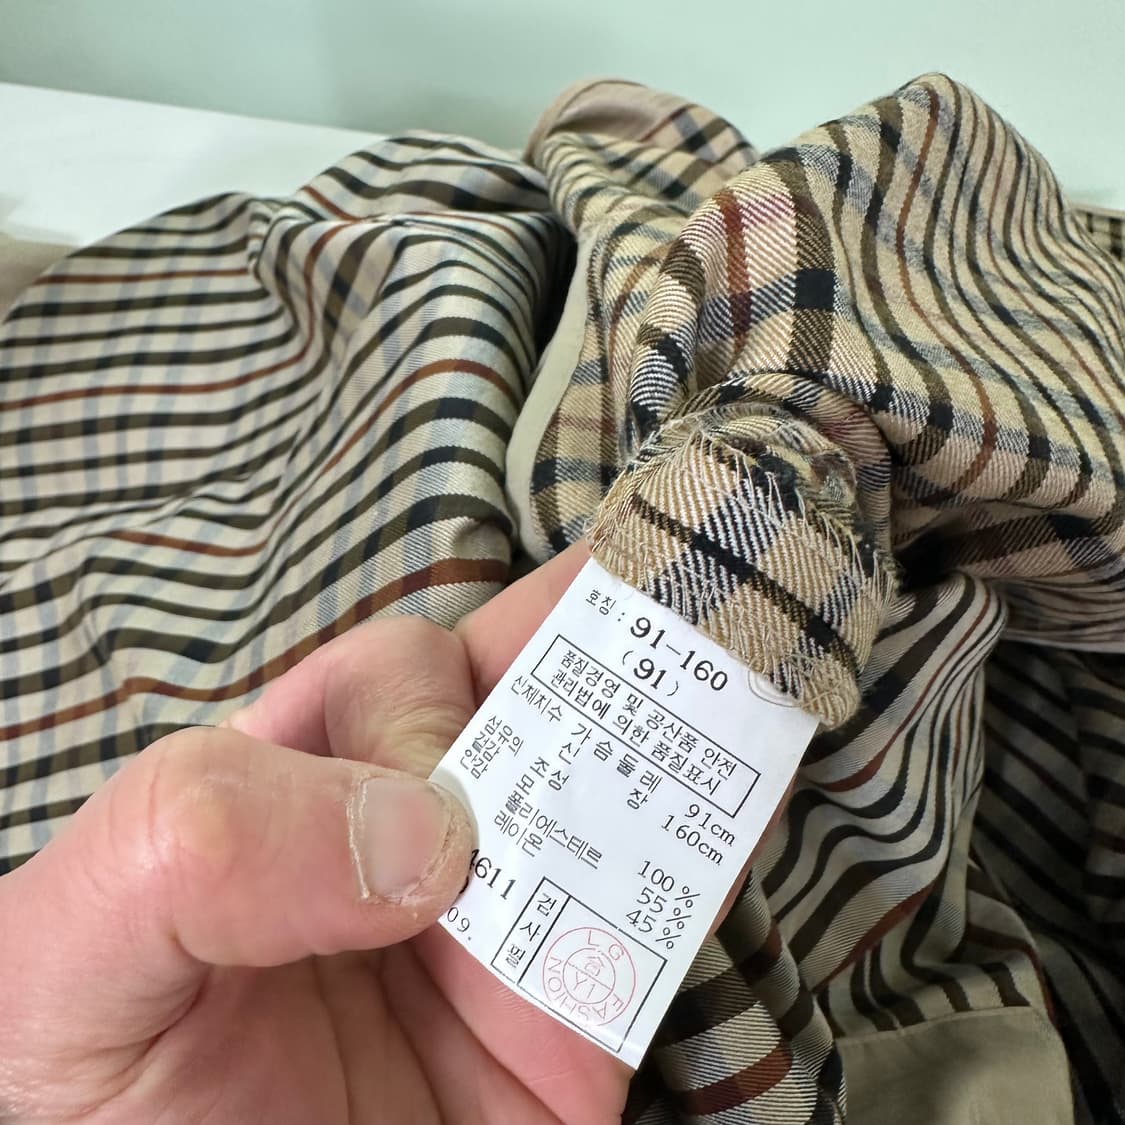 호칭 : 91-160
(91)
품질경영 및 공산품 안전
관리법에 의한 품질표시
신체치수 가슴둘레 91cm
신 장 160cm
섬유의 조성
겉감 모 100%
안감 폴리에스테르 55%
레이온 45%
4611
09.
검사필
LG FASHION
Y1